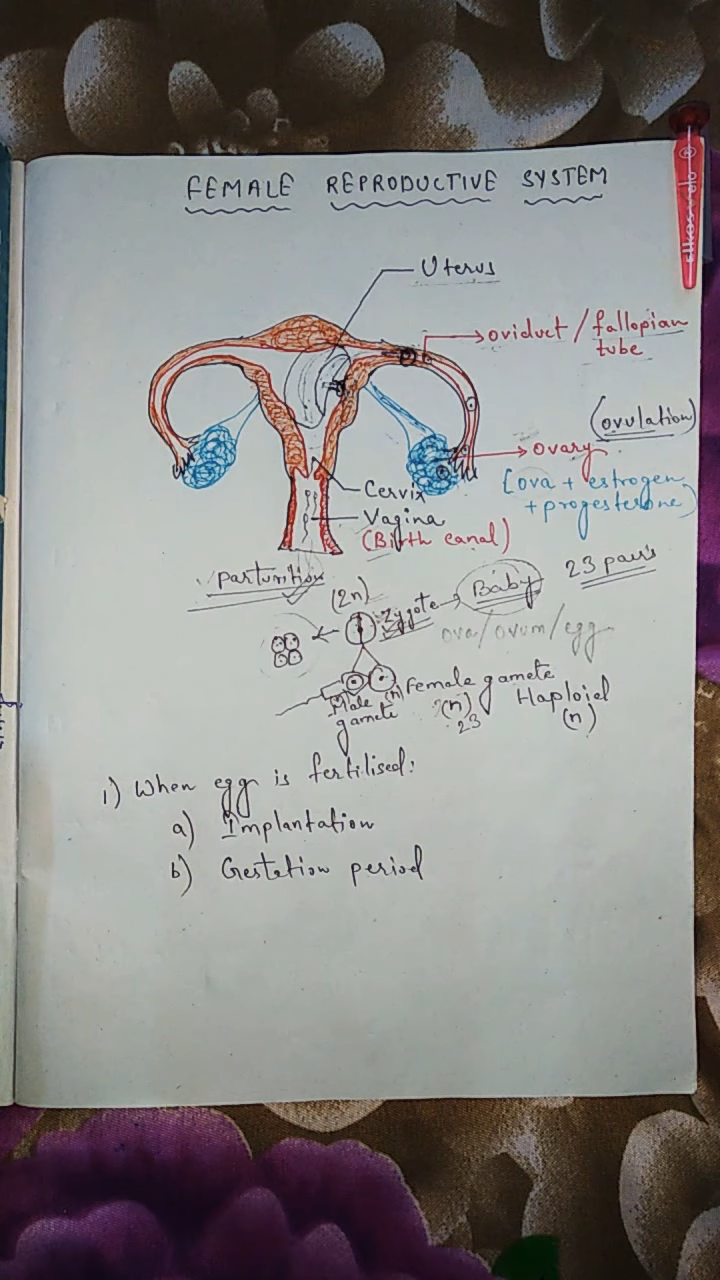 FEMALE REPRODUCTIVE SYSTEM
Uterus
oviduct / fallopian
tube
(ovulation)
ovary
[ova + estrogen
+ progesterone)
Cervix
Vagina
(Birth canal)
parturition
(2n)
Zygote
Baby
23 pairs
ova/ovum/egg
Male (n)
gamete
Female gamete
(n)
23
Haploid
(n)
1) When egg is fertilised:
a) Implantation
b) Gestation period